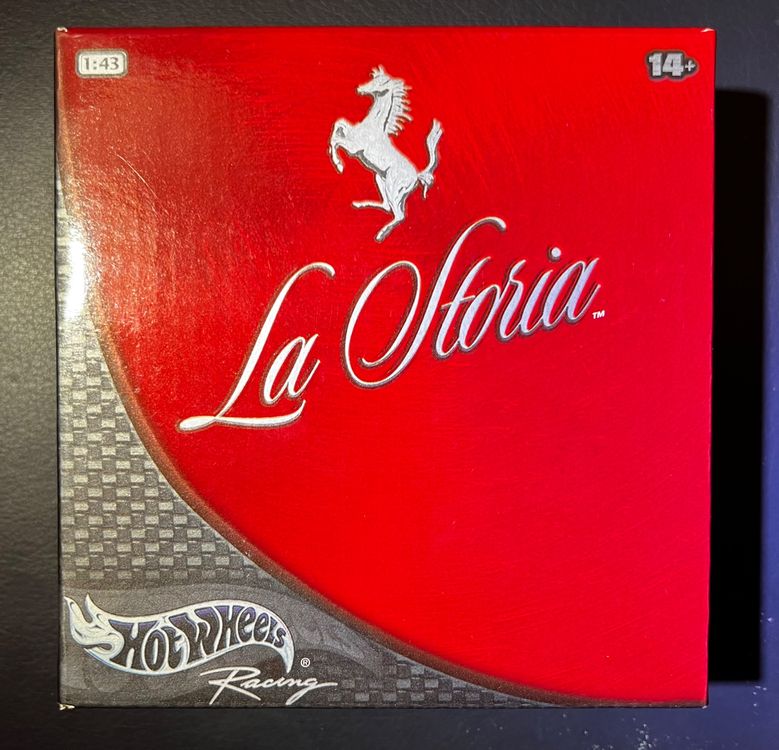 1:43
14+
La Storia™
HOT WHEELS®
Racing